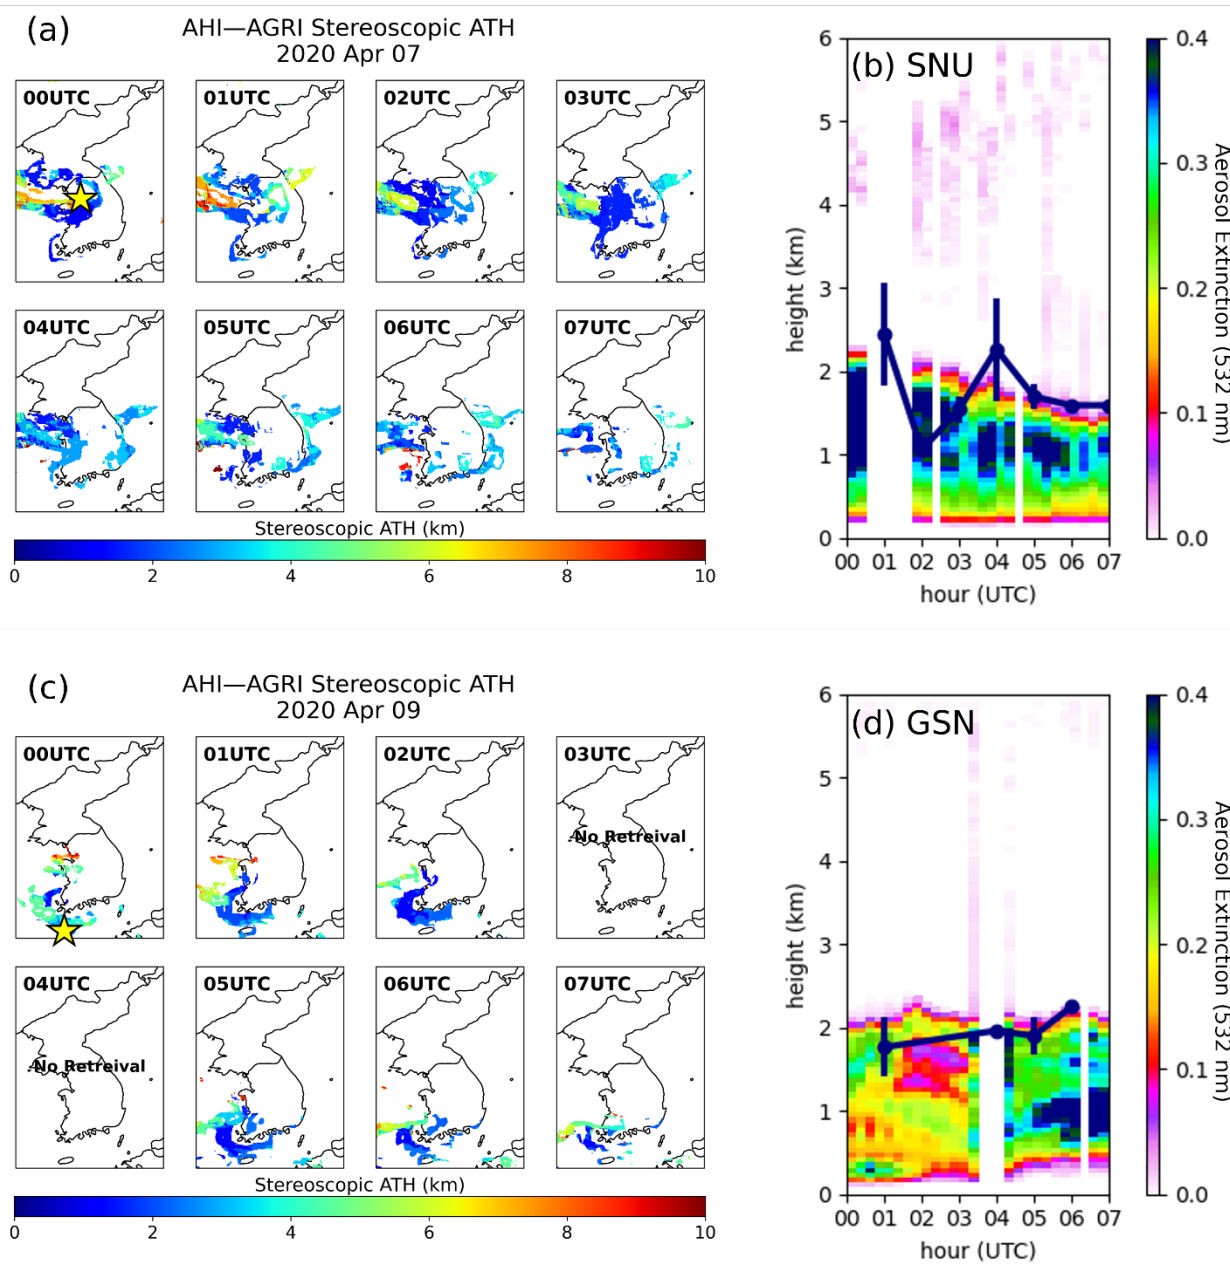 (a)
AHI—AGRI Stereoscopic ATH
2020 Apr 07
00UTC
01UTC
02UTC
03UTC
04UTC
05UTC
06UTC
07UTC
Stereoscopic ATH (km)
0 2 4 6 8 10
(b) SNU
6
5
4
3
2
1
0
height (km)
00 01 02 03 04 05 06 07
hour (UTC)
0.4
0.3
0.2
0.1
0.0
Aerosol Extinction (532 nm)
(c)
AHI—AGRI Stereoscopic ATH
2020 Apr 09
00UTC
01UTC
02UTC
03UTC
No Retreival
04UTC
No Retreival
05UTC
06UTC
07UTC
Stereoscopic ATH (km)
0 2 4 6 8 10
(d) GSN
6
5
4
3
2
1
0
height (km)
00 01 02 03 04 05 06 07
hour (UTC)
0.4
0.3
0.2
0.1
0.0
Aerosol Extinction (532 nm)